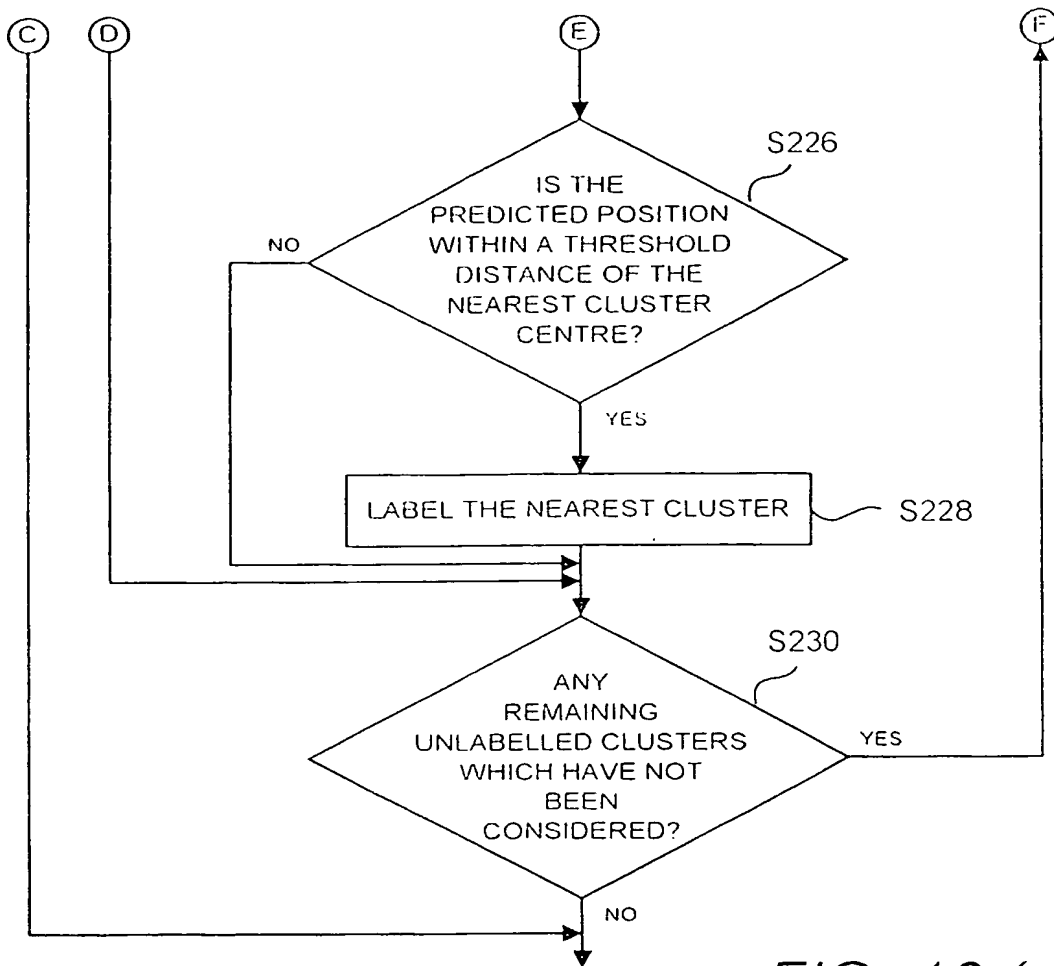 C D E F
S226
IS THE
PREDICTED POSITION
WITHIN A THRESHOLD
DISTANCE OF THE
NEAREST CLUSTER
CENTRE?
NO
YES
LABEL THE NEAREST CLUSTER
S228
S230
ANY
REMAINING
UNLABELLED CLUSTERS
WHICH HAVE NOT
BEEN
CONSIDERED?
YES
NO